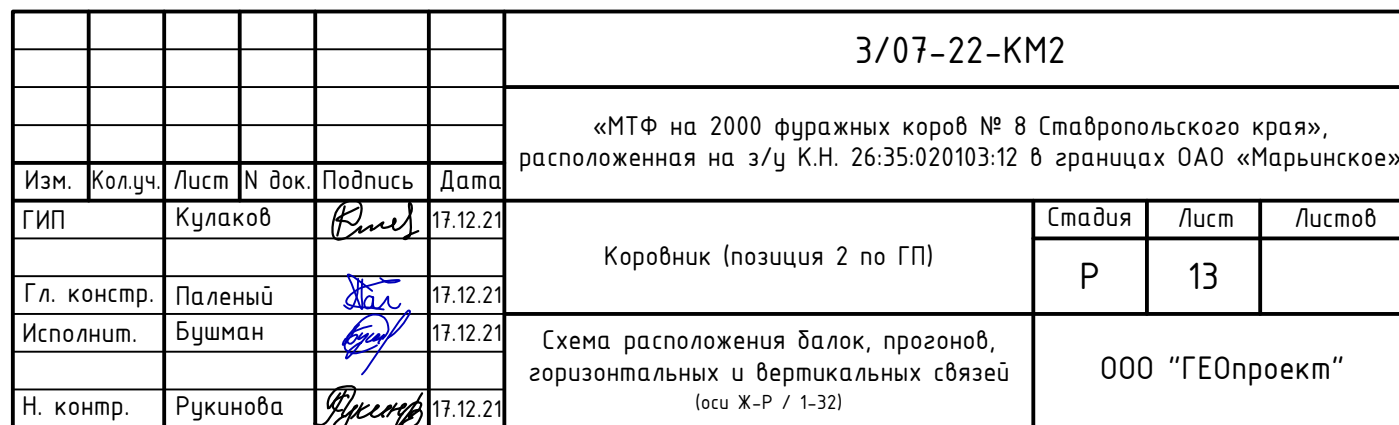 3/07-22-КМ2
«МТФ на 2000 фуражных коров № 8 Ставропольского края»,
расположенная на з/у К.Н. 26:35:020103:12 в границах ОАО «Марьинское»
Изм. Кол.уч. Лист N док. Подпись Дата
ГИП Кулаков 17.12.21
Гл. констр. Паленый 17.12.21
Исполнит. Бушман 17.12.21
Н. контр. Рукинова 17.12.21
Коровник (позиция 2 по ГП)
Стадия Лист Листов
Р 13
Схема расположения балок, прогонов,
горизонтальных и вертикальных связей
(оси Ж-Р / 1-32)
ООО "ГЕОпроект"